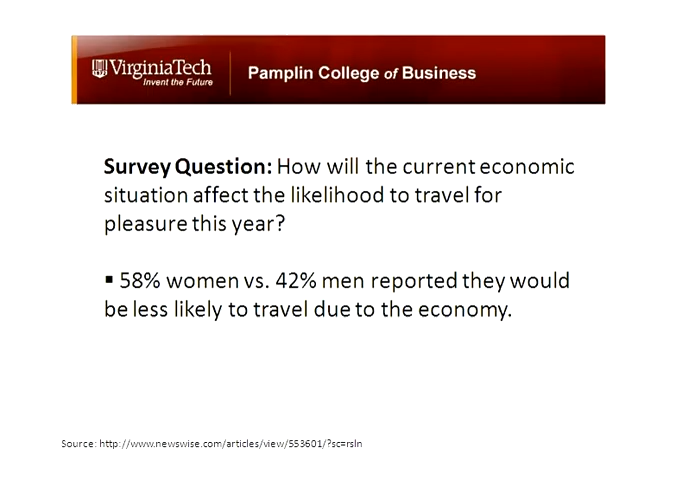 VirginiaTech
Invent the Future
Pamplin College of Business
Survey Question: How will the current economic
situation affect the likelihood to travel for
pleasure this year?
▪ 58% women vs. 42% men reported they would
be less likely to travel due to the economy.
Source: http://www.newswise.com/articles/view/553601/?sc=rsln